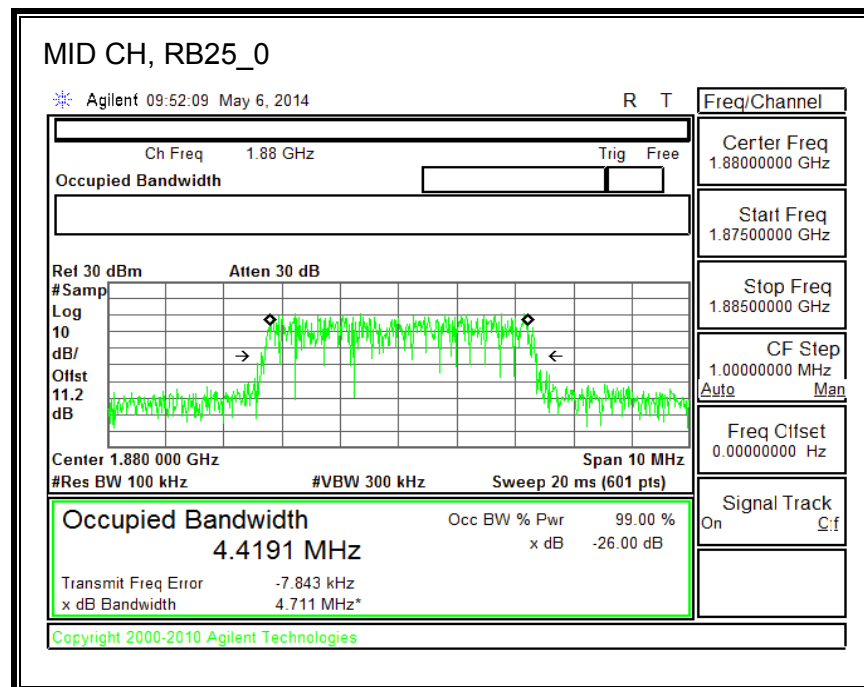 MID CH, RB25_0
Agilent 09:52:09 May 6, 2014 R T
Ch Freq 1.88 GHz Trig Free
Occupied Bandwidth
Ref 30 dBm Atten 30 dB
#Samp
Log
10
dB/
Offst
11.2
dB
Center 1.880 000 GHz Span 10 MHz
#Res BW 100 kHz #VBW 300 kHz Sweep 20 ms (601 pts)
Occupied Bandwidth Occ BW % Pwr 99.00 %
4.4191 MHz x dB -26.00 dB
Transmit Freq Error -7.843 kHz
x dB Bandwidth 4.711 MHz*
Copyright 2000-2010 Agilent Technologies
Freq/Channel
Center Freq
1.88000000 GHz
Start Freq
1.87500000 GHz
Stop Freq
1.88500000 GHz
CF Step
1.00000000 MHz
Auto Man
Freq Offset
0.00000000 Hz
Signal Track
On Off